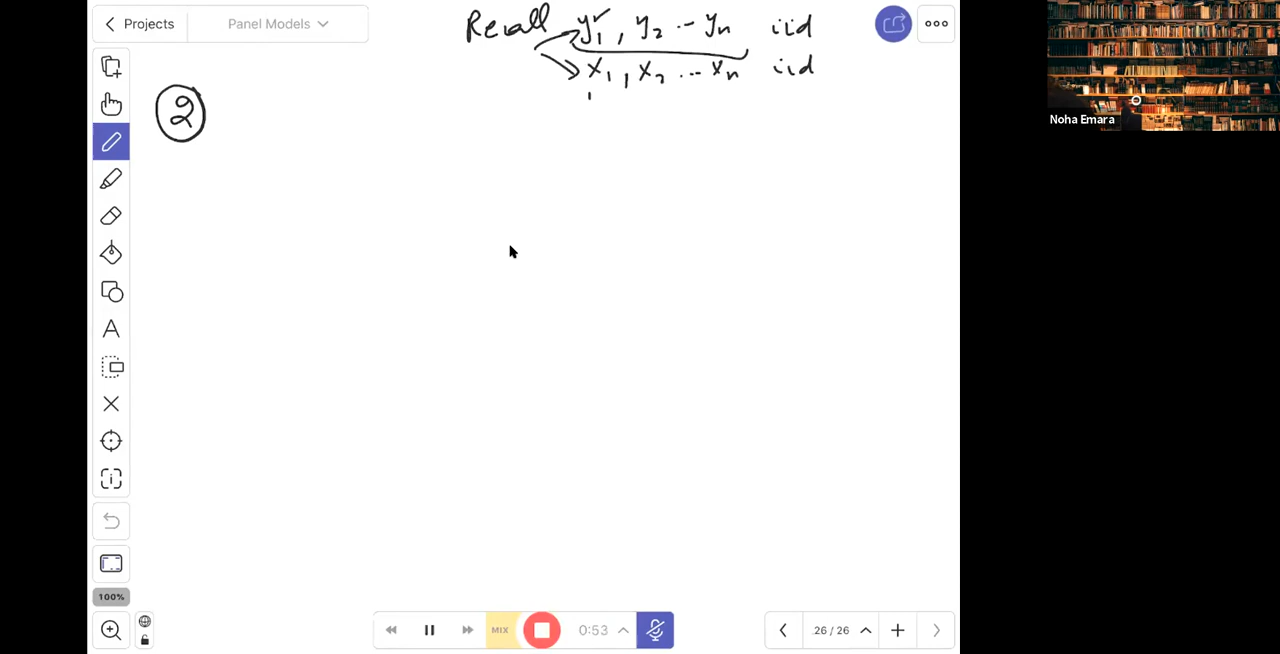 Projects
Panel Models
Recall y₁, y₂ ... yn iid
x₁, x₂ ... xn iid
2
A
100%
MIX
0:53
26 / 26
Noha Emara